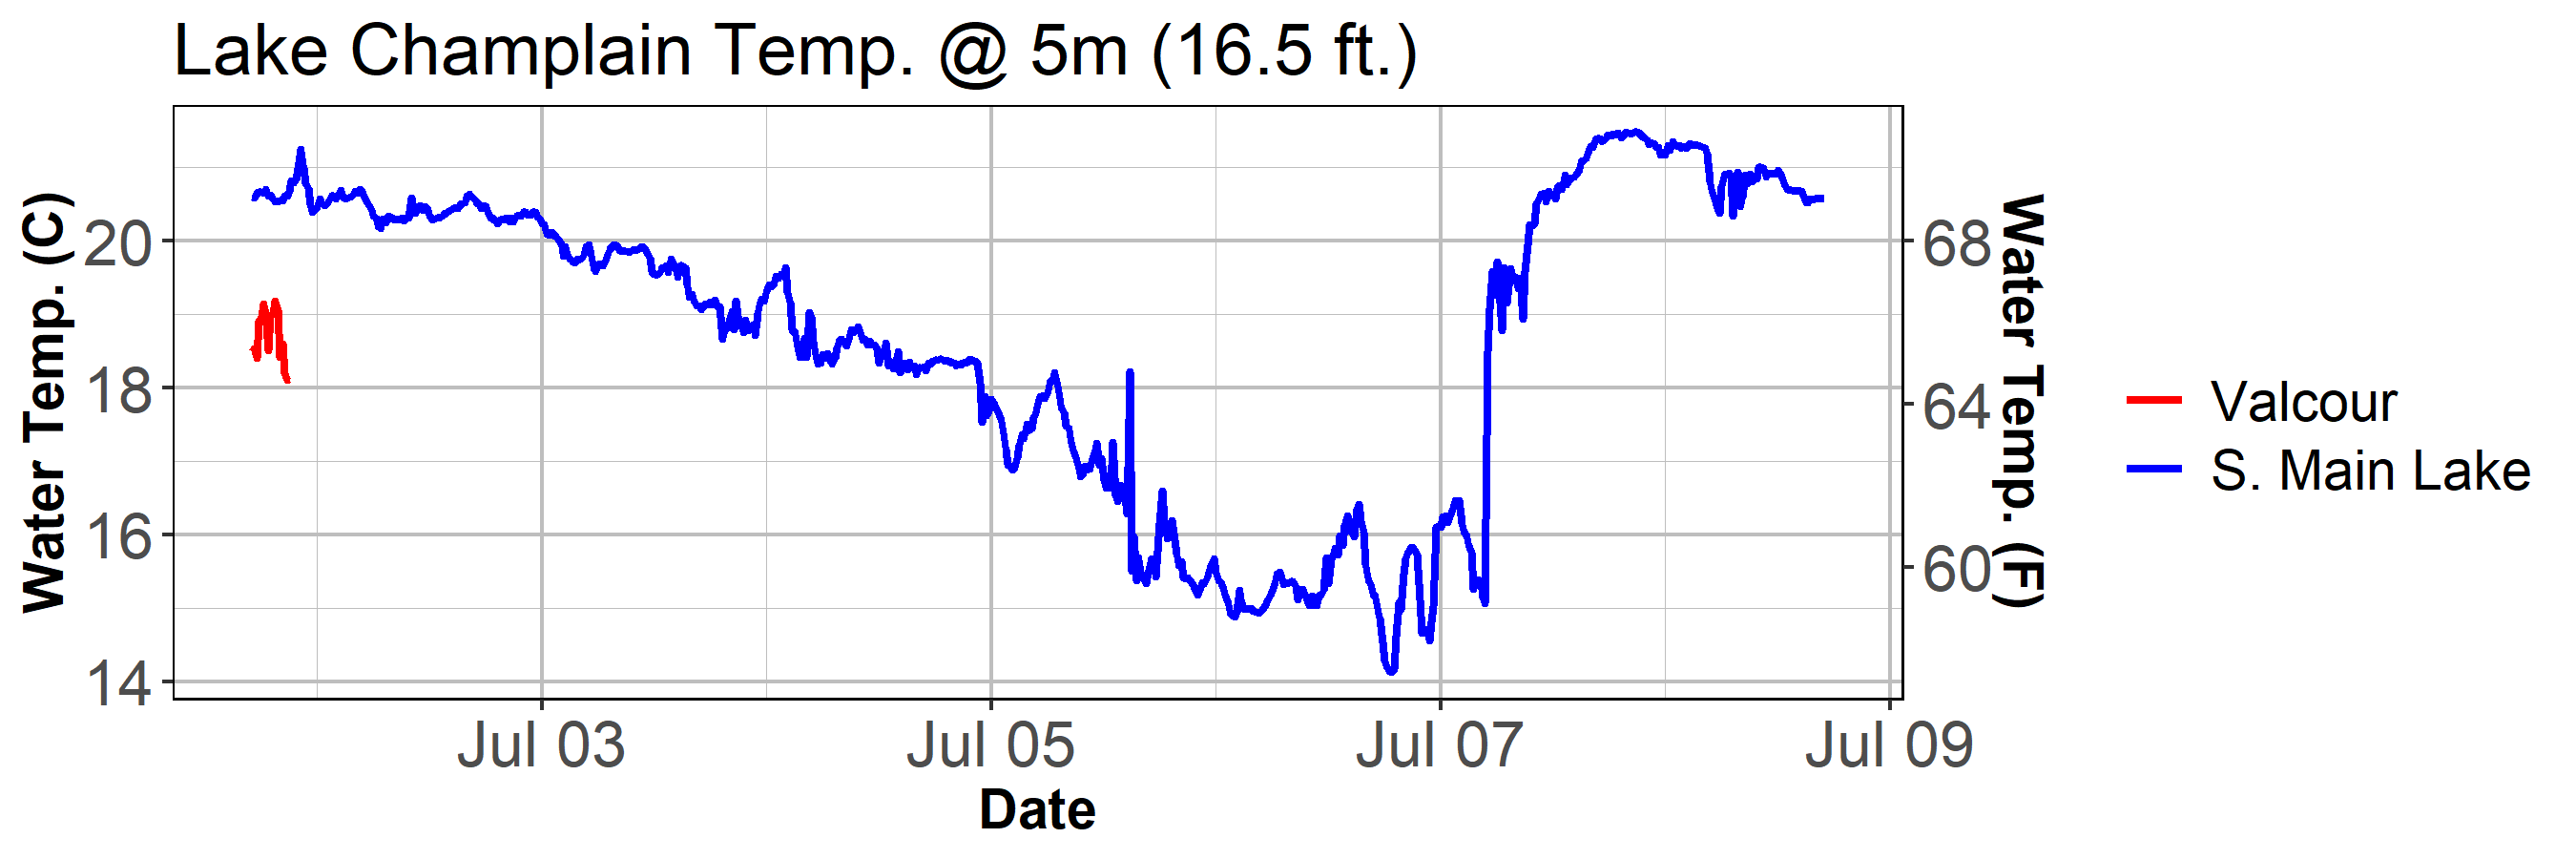 Lake Champlain Temp. @ 5m (16.5 ft.)
Water Temp. (C)
20
18
16
14
68
64
60
Water Temp. (F)
Jul 03
Jul 05
Jul 07
Jul 09
Date
Valcour
S. Main Lake